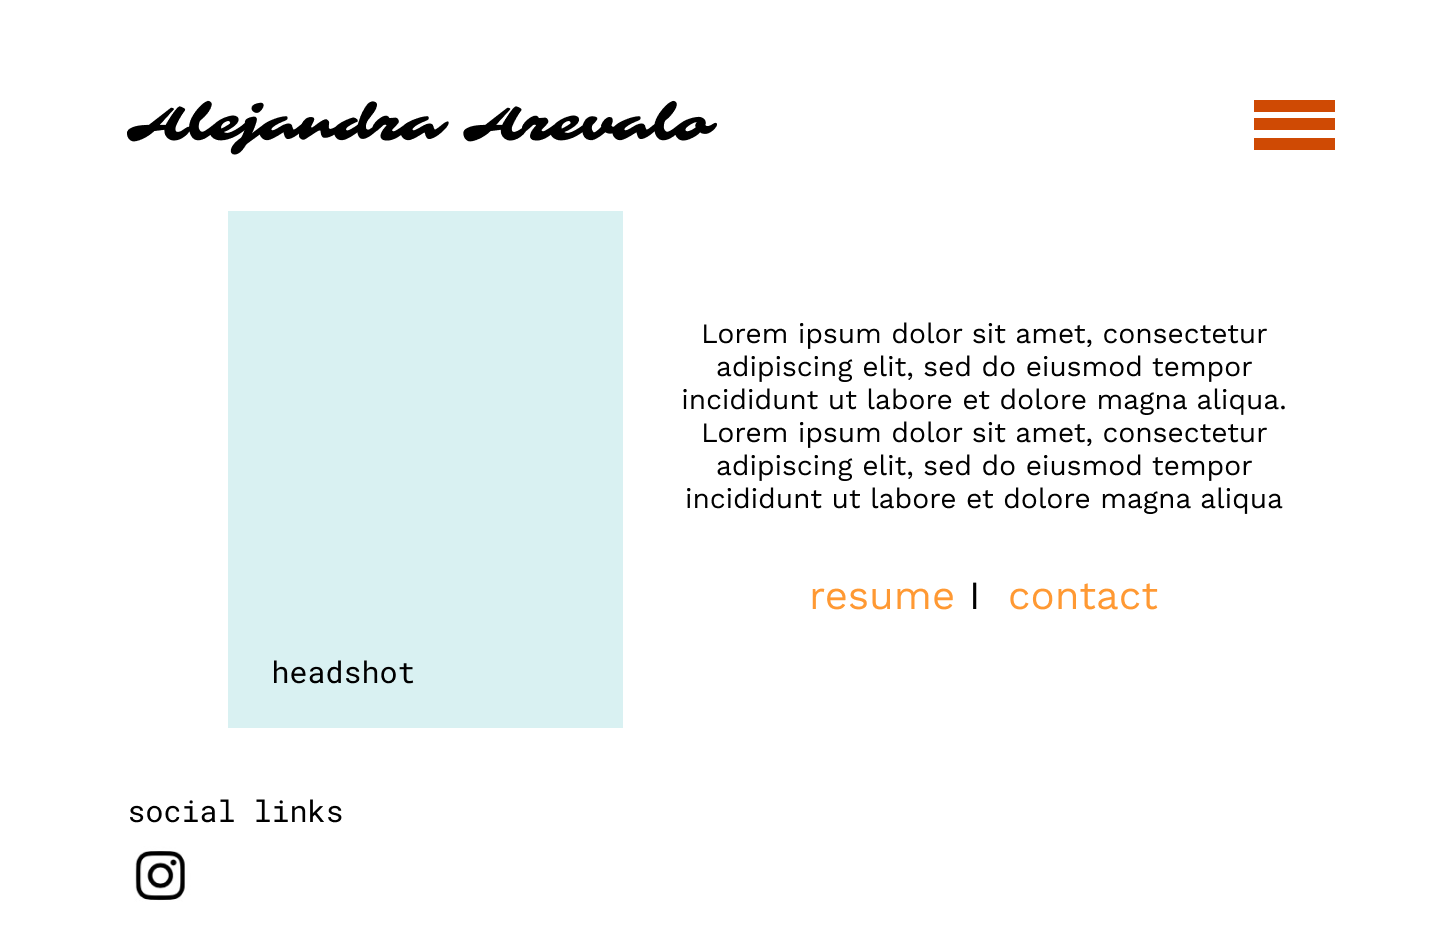 Alejandra Arevalo
Lorem ipsum dolor sit amet, consectetur
adipiscing elit, sed do eiusmod tempor
incididunt ut labore et dolore magna aliqua.
Lorem ipsum dolor sit amet, consectetur
adipiscing elit, sed do eiusmod tempor
incididunt ut labore et dolore magna aliqua
resume | contact
headshot
social links